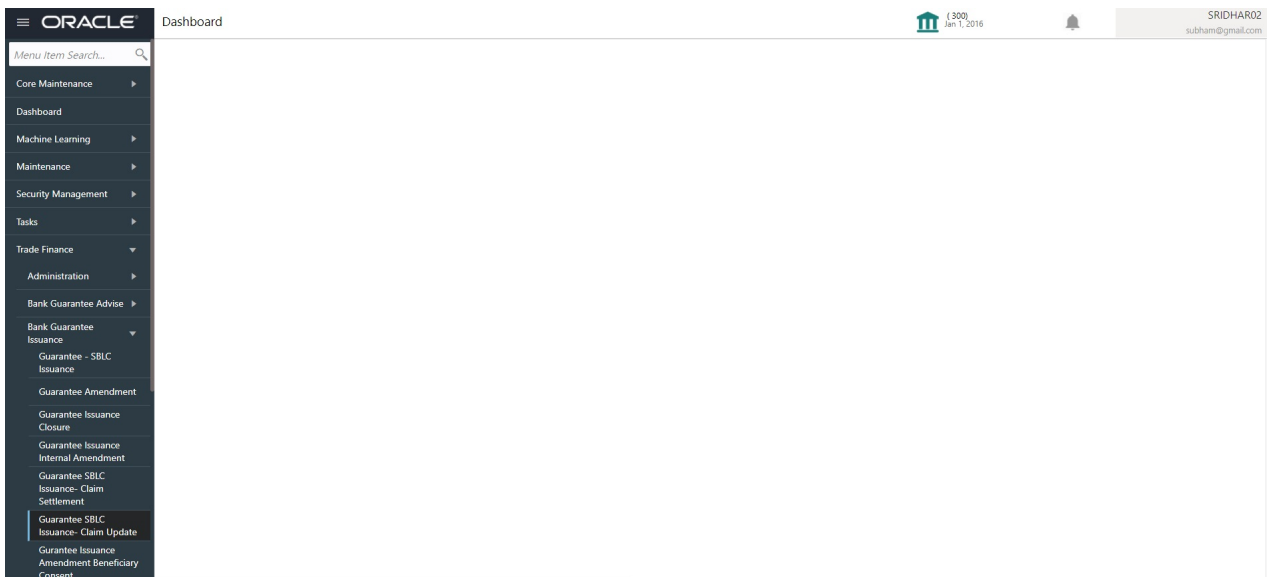 ORACLE
Dashboard
( 300)
Jan 1, 2016
SRIDHAR02
subham@gmail.com
Menu Item Search...
Core Maintenance
Dashboard
Machine Learning
Maintenance
Security Management
Tasks
Trade Finance
Administration
Bank Guarantee Advise
Bank Guarantee
Issuance
Guarantee - SBLC
Issuance
Guarantee Amendment
Guarantee Issuance
Closure
Guarantee Issuance
Internal Amendment
Guarantee SBLC
Issuance- Claim
Settlement
Guarantee SBLC
Issuance- Claim Update
Gurantee Issuance
Amendment Beneficiary
Consent